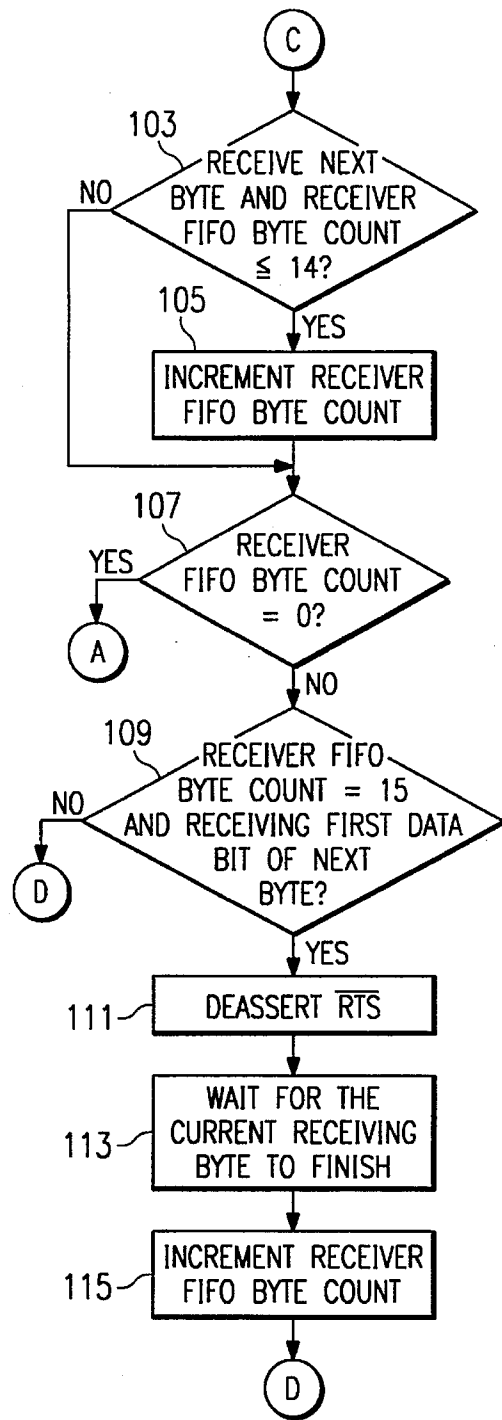 C
103
RECEIVE NEXT
NO
BYTE AND RECEIVER
FIFO BYTE COUNT
≦ 14?
105
YES
INCREMENT RECEIVER
FIFO BYTE COUNT
107
YES
RECEIVER
FIFO BYTE COUNT
= 0?
A
NO
109
RECEIVER FIFO
NO
BYTE COUNT = 15
AND RECEIVING FIRST DATA
BIT OF NEXT
BYTE?
D
YES
111
DEASSERT R̅T̅S̅
113
WAIT FOR THE
CURRENT RECEIVING
BYTE TO FINISH
115
INCREMENT RECEIVER
FIFO BYTE COUNT
D